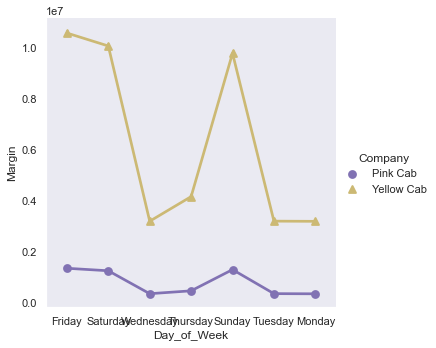 1e7
1.0
0.8
0.6
0.4
0.2
0.0
Margin
Friday Saturday Wednesday Thursday Sunday Tuesday Monday
Day_of_Week
Company
Pink Cab
Yellow Cab